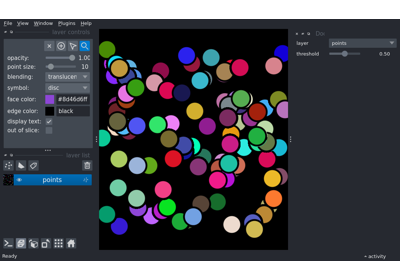 File View Window Plugins Help
layer controls
opacity: 1.00
point size: 10
blending: translucen
symbol: disc
face color: #8d46d6ff
edge color: black
display text:
out of slice:
layer list
points
Ready
layer points
threshold 0.50
activity